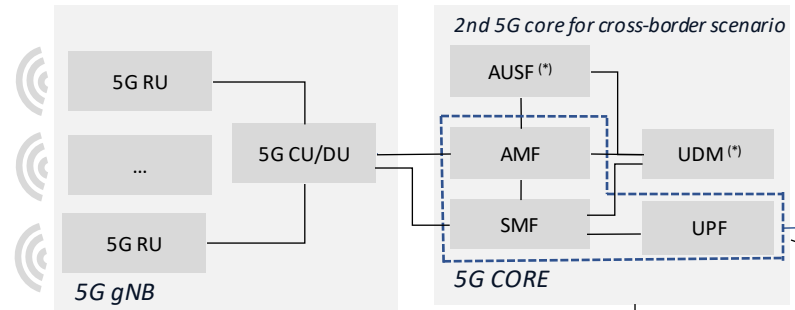 2nd 5G core for cross-border scenario
5G RU
AUSF (*)
5G CU/DU
AMF
UDM (*)
...
5G RU
SMF
UPF
5G gNB
5G CORE